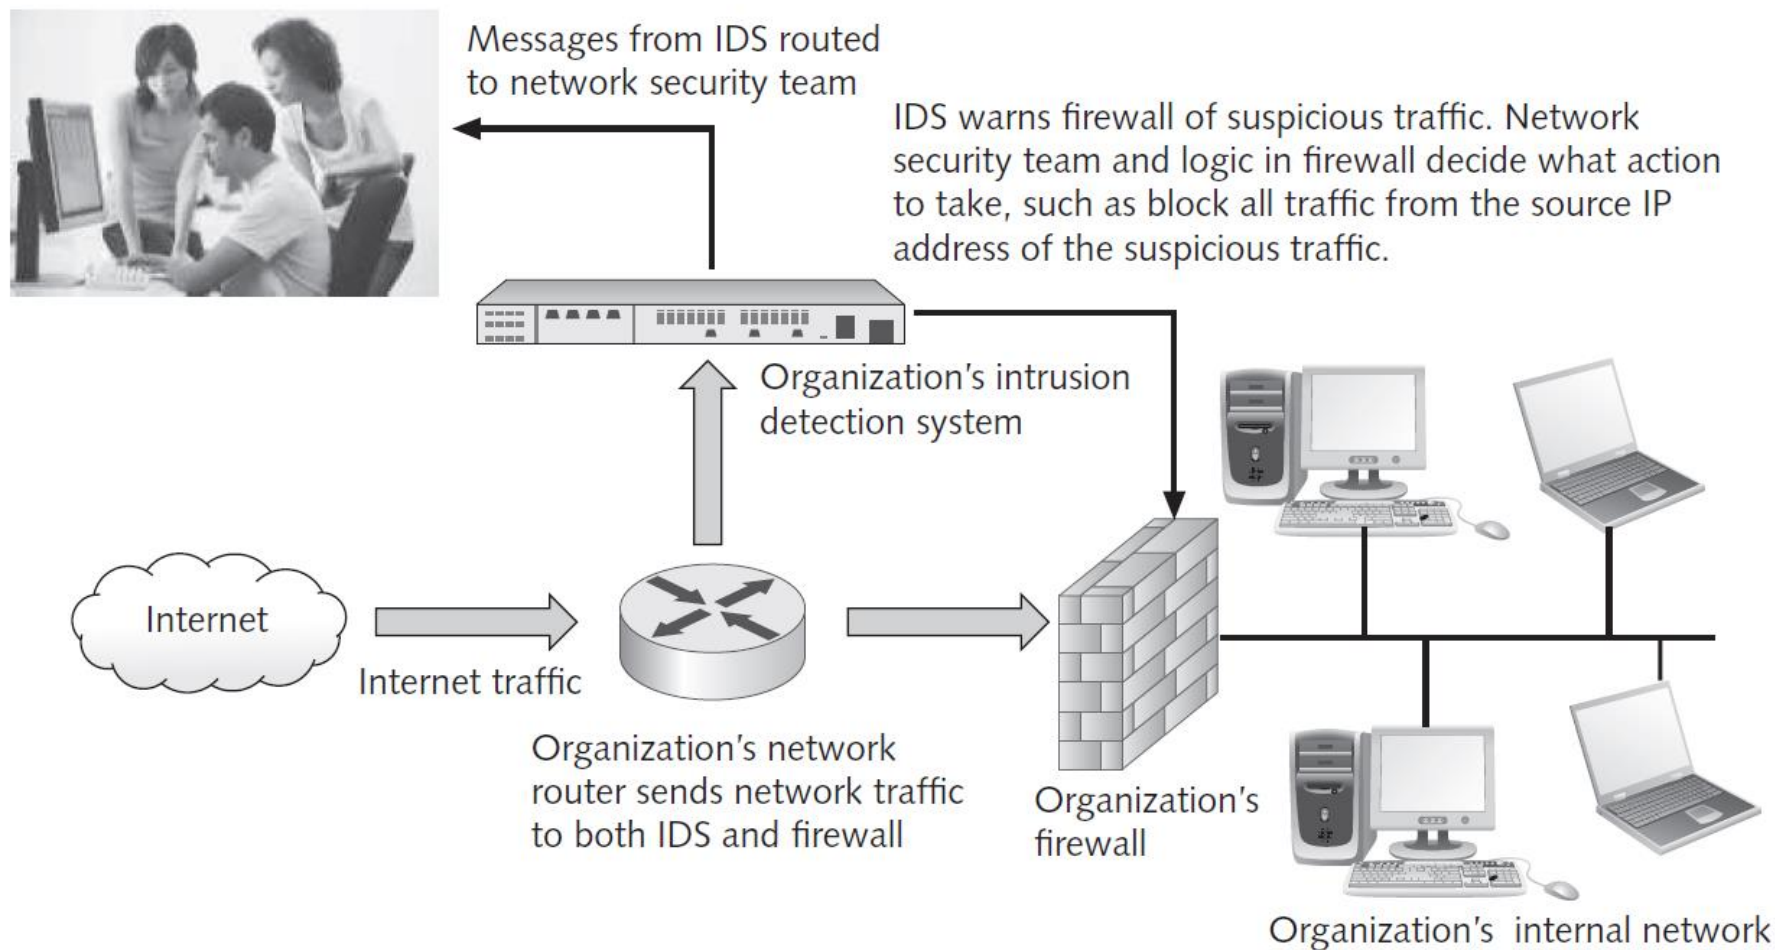 Messages from IDS routed
to network security team
IDS warns firewall of suspicious traffic. Network
security team and logic in firewall decide what action
to take, such as block all traffic from the source IP
address of the suspicious traffic.
Organization’s intrusion
detection system
Internet
Internet traffic
Organization’s network
router sends network traffic
to both IDS and firewall
Organization’s
firewall
Organization’s internal network